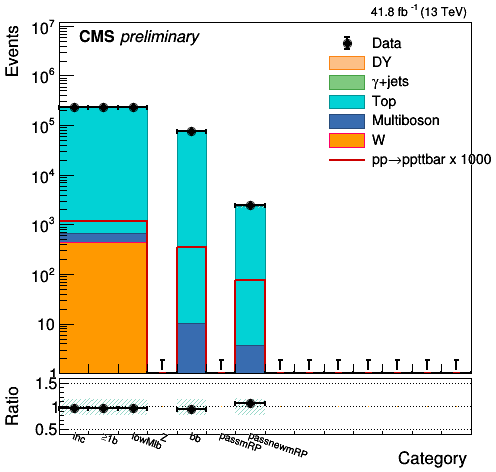 41.8 fb⁻¹ (13 TeV)
Events
CMS preliminary
Data
DY
γ+jets
Top
Multiboson
W
pp→ppttbar x 1000
10⁷
10⁶
10⁵
10⁴
10³
10²
10
1
Ratio
1.5
1
0.5
inc ≥1b lowMlb Z bb passmRP passnewmRP
Category